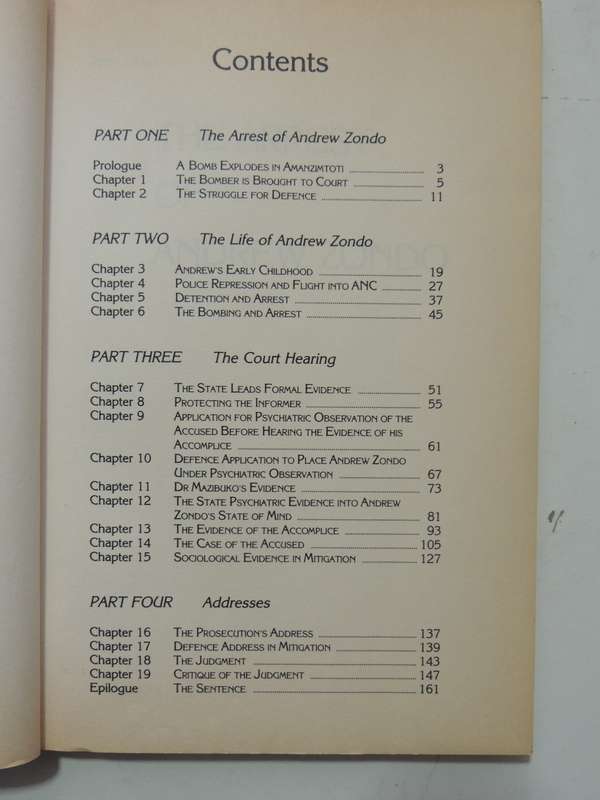 Contents
PART ONE The Arrest of Andrew Zondo
Prologue A Bomb Explodes in Amanzimtoti 3
Chapter 1 The Bomber is Brought to Court 5
Chapter 2 The Struggle for Defence 11
PART TWO The Life of Andrew Zondo
Chapter 3 Andrew's Early Childhood 19
Chapter 4 Police Repression and Flight into ANC 27
Chapter 5 Detention and Arrest 37
Chapter 6 The Bombing and Arrest 45
PART THREE The Court Hearing
Chapter 7 The State Leads Formal Evidence 51
Chapter 8 Protecting the Informer 55
Chapter 9 Application for Psychiatric Observation of the
Accused Before Hearing the Evidence of his
Accomplice 61
Chapter 10 Defence Application to Place Andrew Zondo
Under Psychiatric Observation 67
Chapter 11 Dr Mazibuko's Evidence 73
Chapter 12 The State Psychiatric Evidence into Andrew
Zondo's State of Mind 81
Chapter 13 The Evidence of the Accomplice 93
Chapter 14 The Case of the Accused 105
Chapter 15 Sociological Evidence in Mitigation 127
PART FOUR Addresses
Chapter 16 The Prosecution's Address 137
Chapter 17 Defence Address in Mitigation 139
Chapter 18 The Judgment 143
Chapter 19 Critique of the Judgment 147
Epilogue The Sentence 161